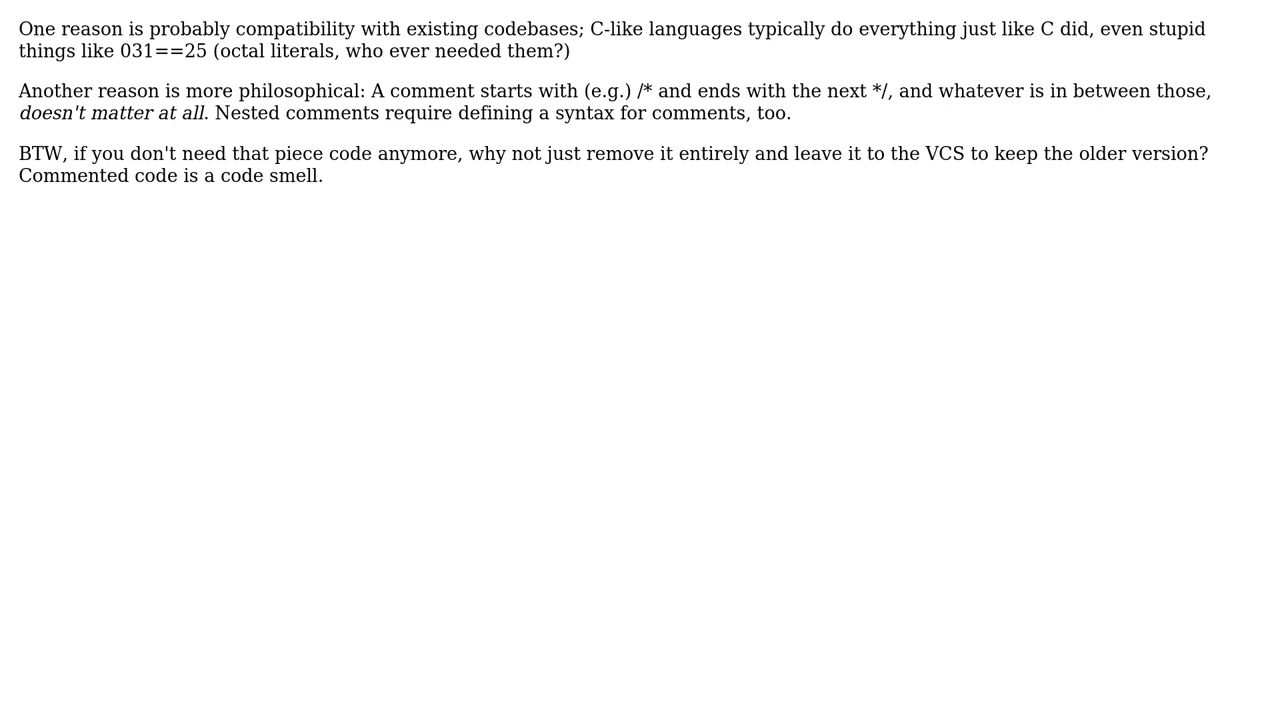 One reason is probably compatibility with existing codebases; C-like languages typically do everything just like C did, even stupid
things like 031==25 (octal literals, who ever needed them?)
Another reason is more philosophical: A comment starts with (e.g.) /* and ends with the next */, and whatever is in between those,
doesn't matter at all. Nested comments require defining a syntax for comments, too.
BTW, if you don't need that piece code anymore, why not just remove it entirely and leave it to the VCS to keep the older version?
Commented code is a code smell.